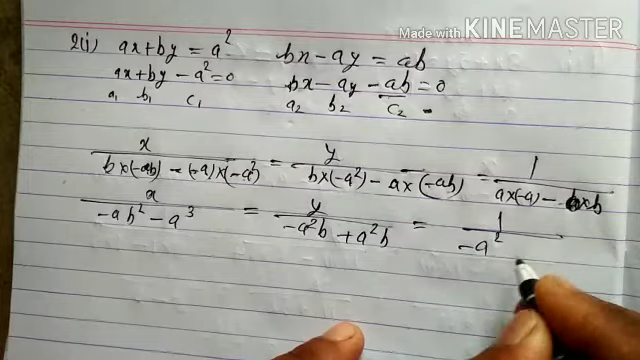 Made with KINEMASTER
2(i) ax+by = a² bx - ay = ab
ax+by - a² = 0 bx - ay - ab = 0
a₁ b₁ c₁ a₂ b₂ c₂
x/(b×(-ab) - (-a)×(-a²)) = y/(b×(-a²) - a×(-ab)) = 1/(a×(-a) - b×b)
x/(-ab² - a³) = y/(-a²b + a²b) = 1/(-a²